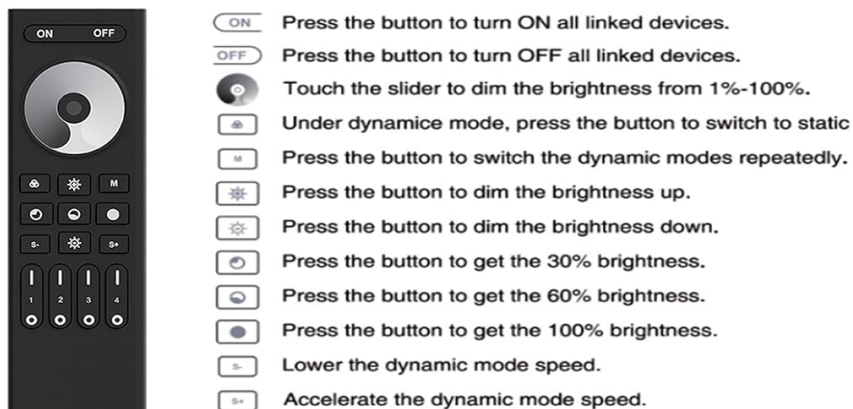 ON OFF
M
S- S+
1 2 3 4
ON Press the button to turn ON all linked devices.
OFF Press the button to turn OFF all linked devices.
Touch the slider to dim the brightness from 1%-100%.
Under dynamice mode, press the button to switch to static
M Press the button to switch the dynamic modes repeatedly.
Press the button to dim the brightness up.
Press the button to dim the brightness down.
Press the button to get the 30% brightness.
Press the button to get the 60% brightness.
Press the button to get the 100% brightness.
S- Lower the dynamic mode speed.
S+ Accelerate the dynamic mode speed.